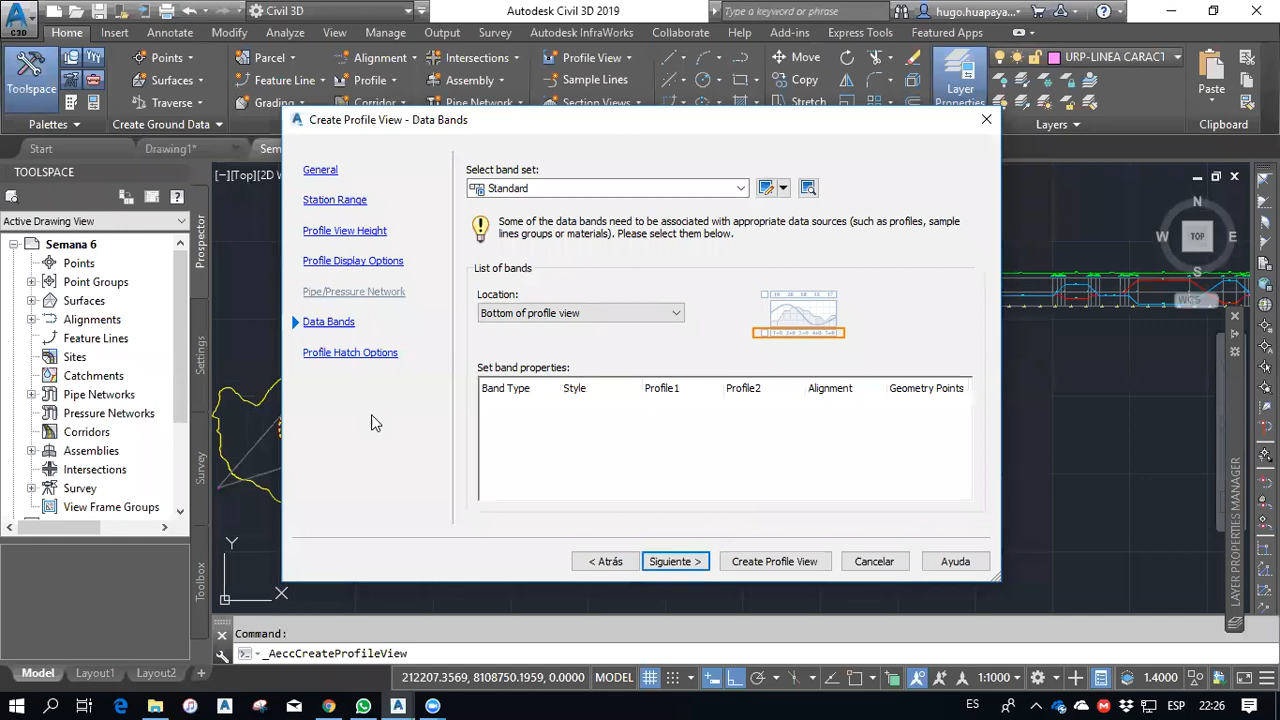 C3D
Civil 3D
Autodesk Civil 3D 2019
Type a keyword or phrase
hugo.huapaya...
Home Insert Annotate Modify Analyze View Manage Output Survey Autodesk InfraWorks Collaborate Help Add-ins Express Tools Featured Apps
Toolspace
Points
Surfaces
Traverse
Parcel
Feature Line
Grading
Alignment
Profile
Corridor
Intersections
Assembly
Pipe Network
Profile View
Sample Lines
Section Views
Move
Copy
Stretch
Layer
Properties
URP-LINEA CARAC1
Paste
Palettes
Create Ground Data
Layers
Clipboard
Start
Drawing1*
Sem
TOOLSPACE
Active Drawing View
Semana 6
Points
Point Groups
Surfaces
Alignments
Feature Lines
Sites
Catchments
Pipe Networks
Pressure Networks
Corridors
Assemblies
Intersections
Survey
View Frame Groups
Prospector
Settings
Survey
Toolbox
[-][Top][2D W
N
W TOP E
S
Create Profile View - Data Bands
General
Station Range
Profile View Height
Profile Display Options
Pipe/Pressure Network
Data Bands
Profile Hatch Options
Select band set:
Standard
Some of the data bands need to be associated with appropriate data sources (such as profiles, sample
lines groups or materials). Please select them below.
List of bands
Location:
Bottom of profile view
Set band properties:
Band Type Style Profile1 Profile2 Alignment Geometry Points
< Atrás
Siguiente >
Create Profile View
Cancelar
Ayuda
LAYER PROPERTIES MANAGER
Y
X
Command:
_AeccCreateProfileView
Model Layout1 Layout2 +
212207.3569, 8108750.1959, 0.0000 MODEL
1:1000
1.4000
ES
ESP
22:26